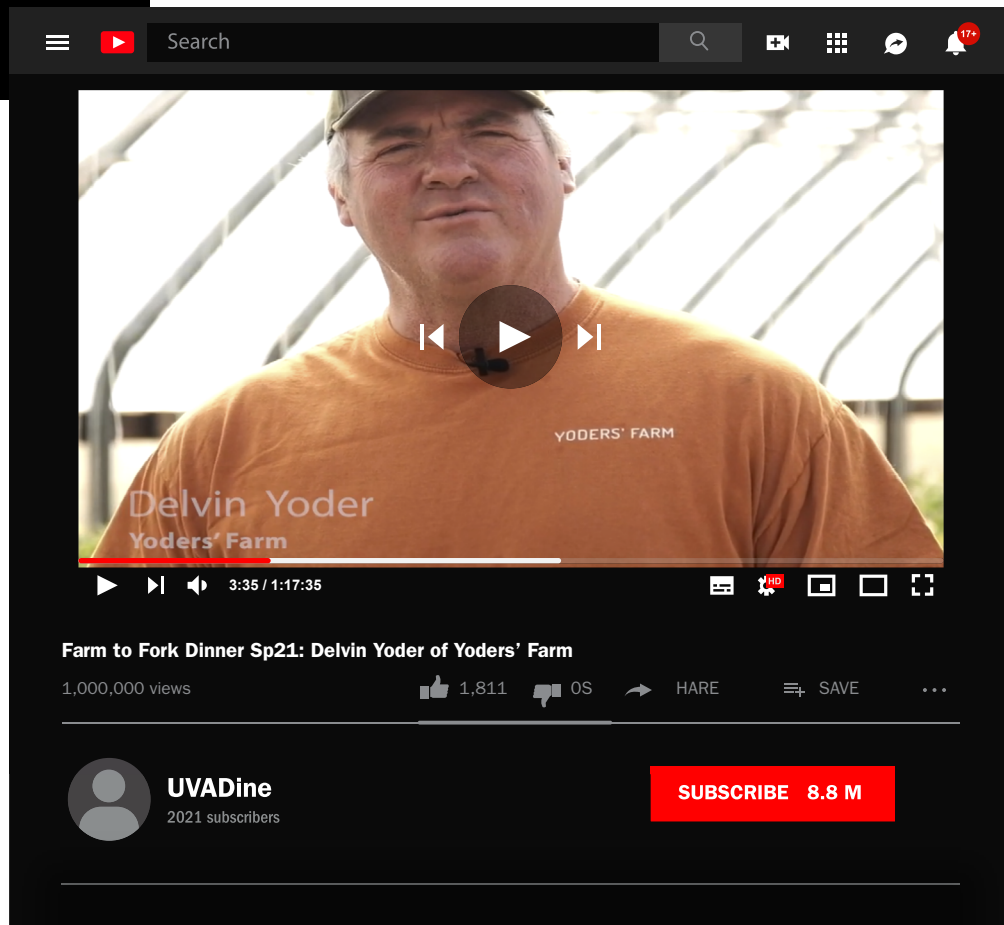 Search
17+
YODERS' FARM
Delvin Yoder
Yoders' Farm
3:35 / 1:17:35
HD
Farm to Fork Dinner Sp21: Delvin Yoder of Yoders’ Farm
1,000,000 views
1,811
0S
HARE
SAVE
UVADine
SUBSCRIBE 8.8 M
2021 subscribers